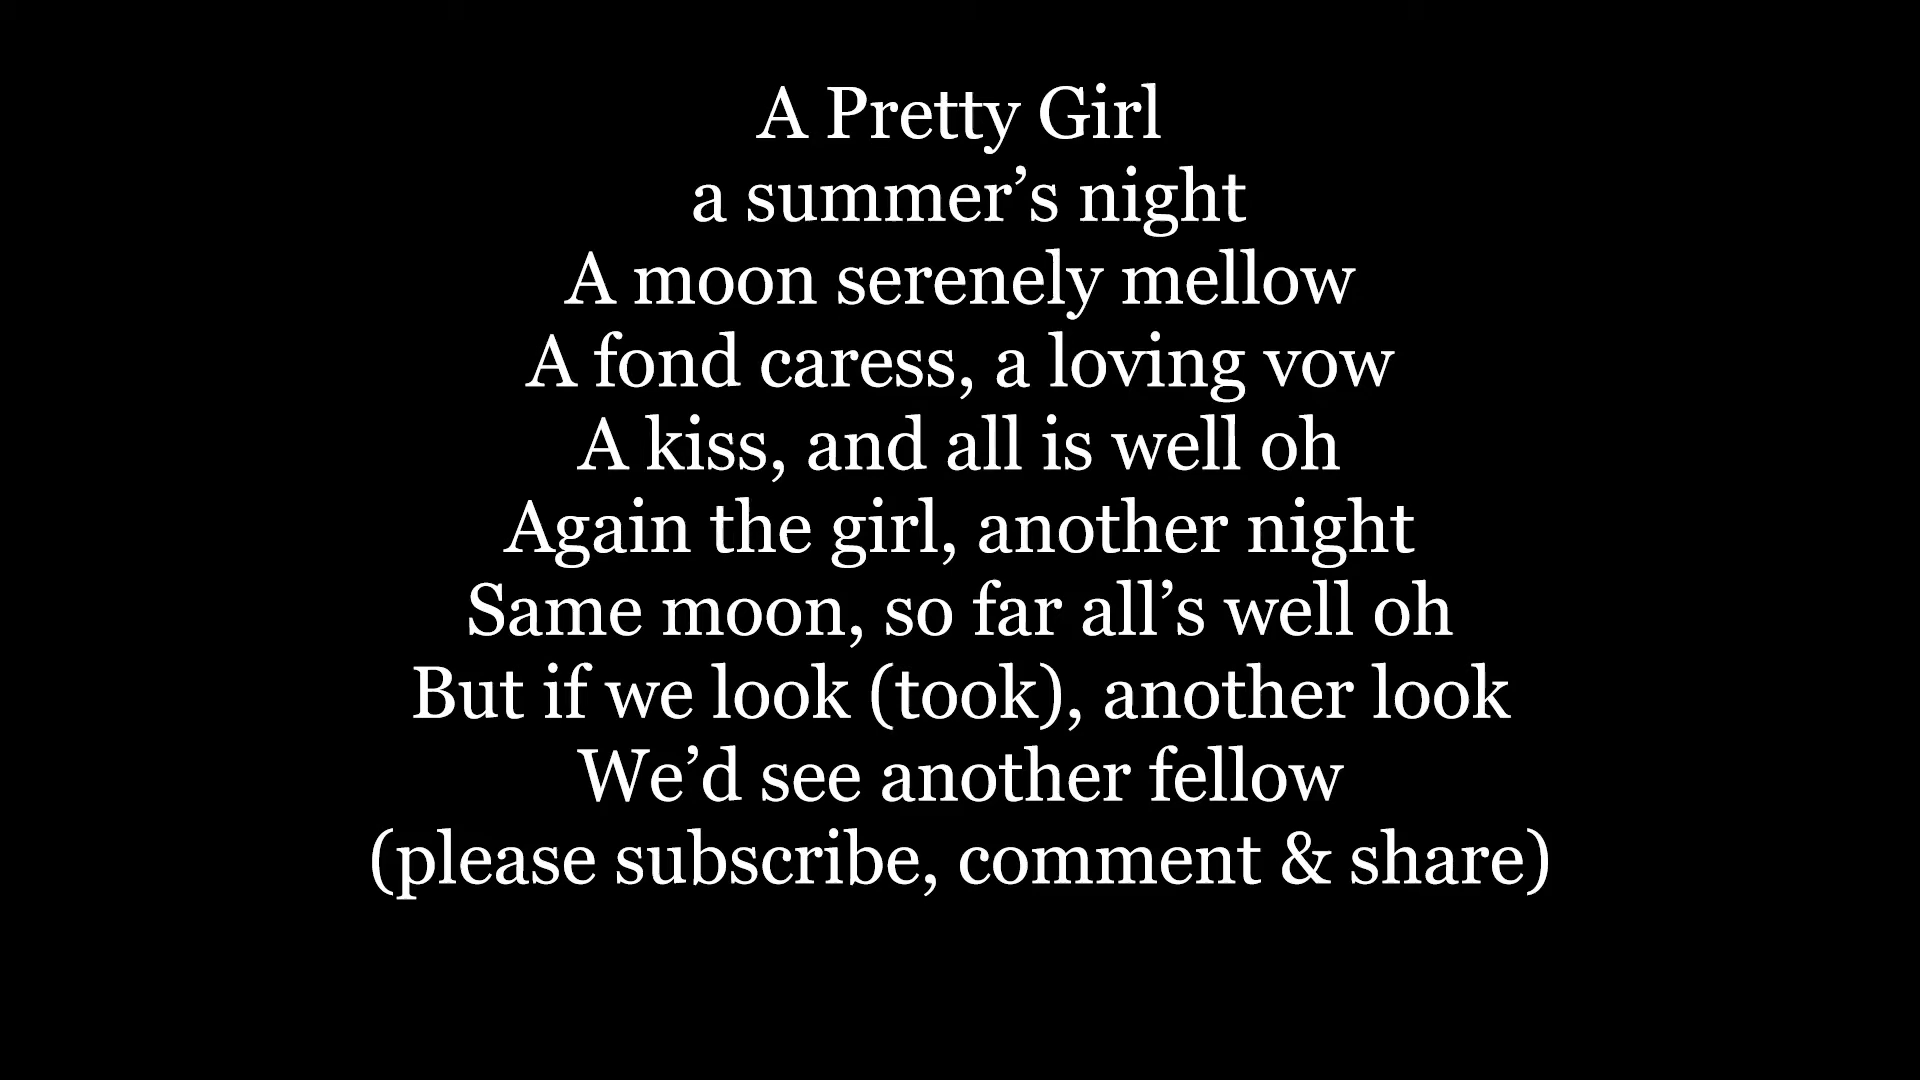 A Pretty Girl
a summer’s night
A moon serenely mellow
A fond caress, a loving vow
A kiss, and all is well oh
Again the girl, another night
Same moon, so far all’s well oh
But if we look (took), another look
We’d see another fellow
(please subscribe, comment & share)